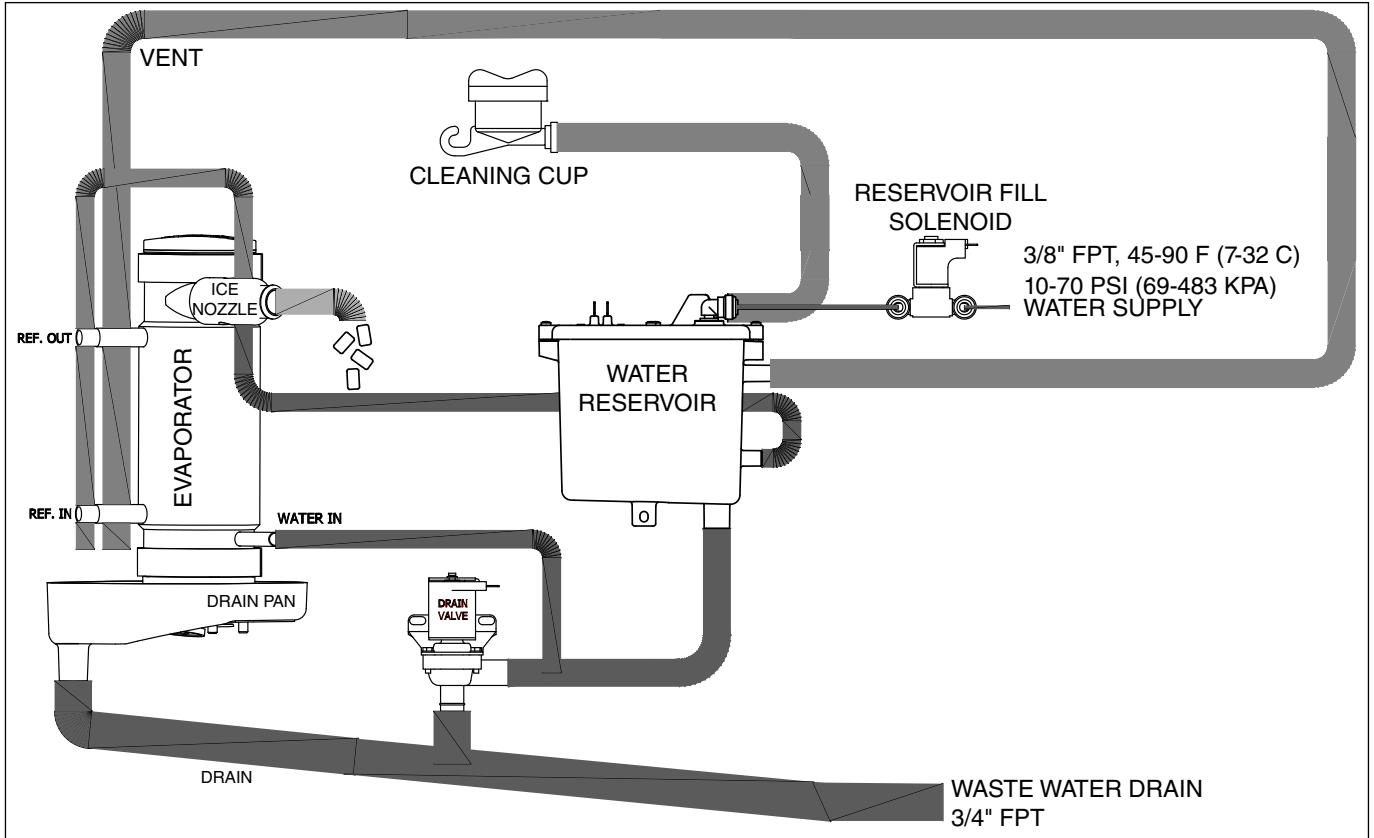 VENT
CLEANING CUP
RESERVOIR FILL
SOLENOID
3/8" FPT, 45-90 F (7-32 C)
10-70 PSI (69-483 KPA)
WATER SUPPLY
ICE
NOZZLE
REF. OUT
EVAPORATOR
WATER
RESERVOIR
REF. IN
WATER IN
DRAIN PAN
DRAIN
VALVE
DRAIN
WASTE WATER DRAIN
3/4" FPT